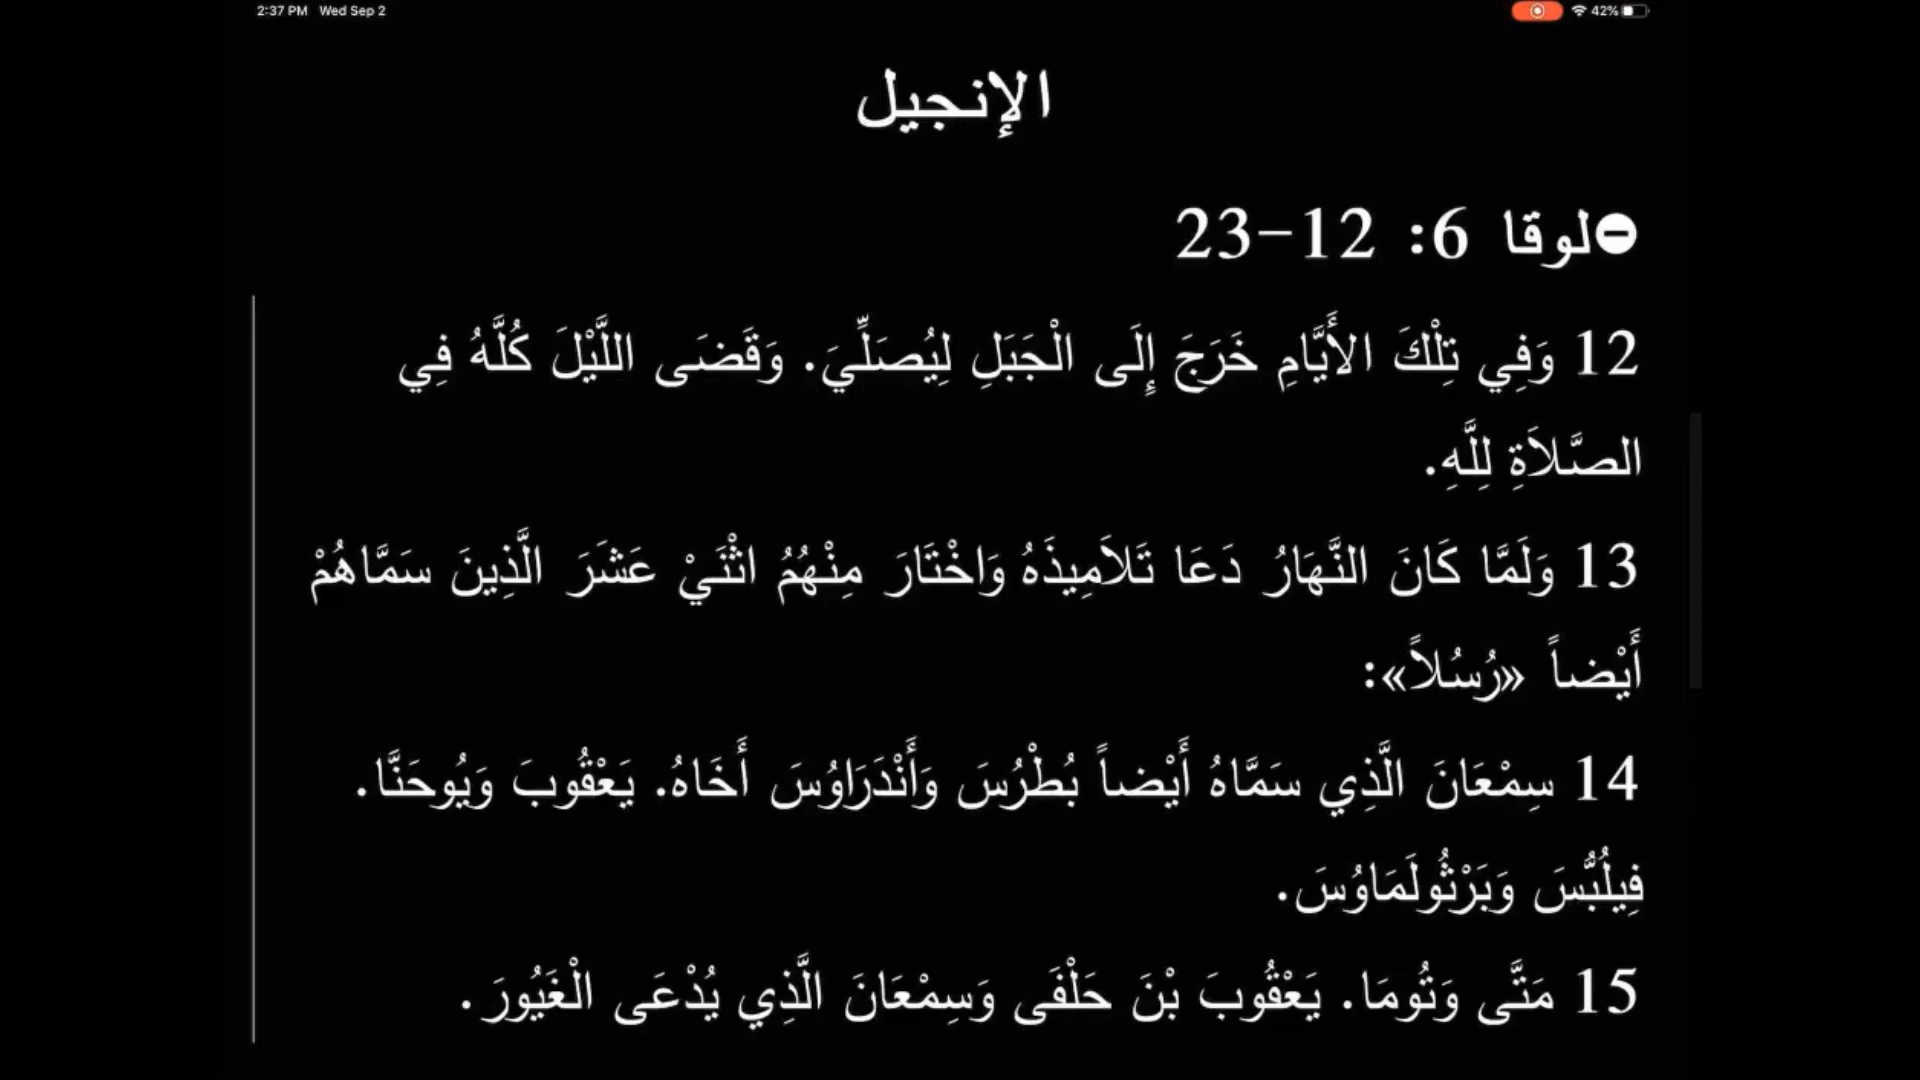 2:37 PM Wed Sep 2
42%
الإنجيل
لوقا 6: 12-23
12 وَفِي تِلْكَ الأَيَّامِ خَرَجَ إِلَى الْجَبَلِ لِيُصَلِّيَ. وَقَضَى اللَّيْلَ كُلَّهُ فِي
الصَّلاَةِ لِلَّهِ.
13 وَلَمَّا كَانَ النَّهَارُ دَعَا تَلاَمِيذَهُ وَاخْتَارَ مِنْهُمُ اثْنَيْ عَشَرَ الَّذِينَ سَمَّاهُمْ
أَيْضاً «رُسُلاً»:
14 سِمْعَانَ الَّذِي سَمَّاهُ أَيْضاً بُطْرُسَ وَأَنْدَرَاوُسَ أَخَاهُ. يَعْقُوبَ وَيُوحَنَّا.
فِيلُبُّسَ وَبَرْثُولَمَاوُسَ.
15 مَتَّى وَتُومَا. يَعْقُوبَ بْنَ حَلْفَى وَسِمْعَانَ الَّذِي يُدْعَى الْغَيُورَ.